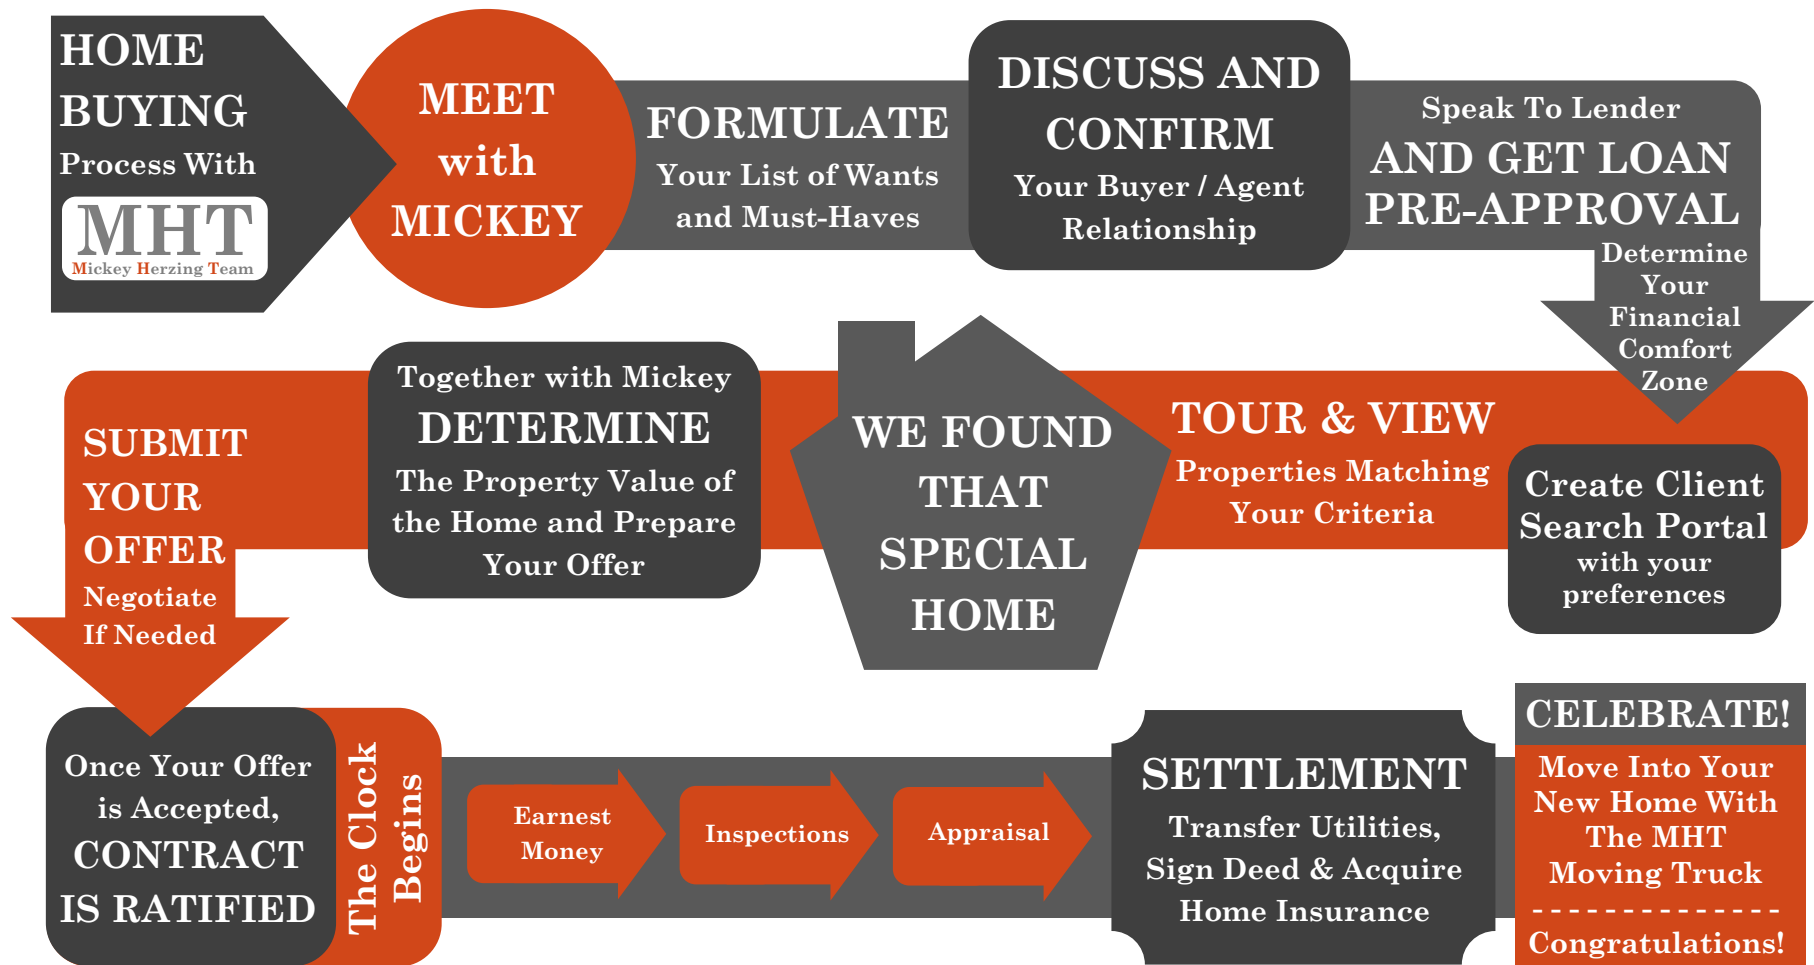 HOME
BUYING
Process With
MHT
Mickey Herzing Team
MEET
with
MICKEY
FORMULATE
Your List of Wants
and Must-Haves
DISCUSS AND
CONFIRM
Your Buyer / Agent
Relationship
Speak To Lender
AND GET LOAN
PRE-APPROVAL
Determine
Your
Financial
Comfort
Zone
Create Client
Search Portal
with your
preferences
TOUR & VIEW
Properties Matching
Your Criteria
WE FOUND
THAT
SPECIAL
HOME
Together with Mickey
DETERMINE
The Property Value of
the Home and Prepare
Your Offer
SUBMIT
YOUR
OFFER
Negotiate
If Needed
Once Your Offer
is Accepted,
CONTRACT
IS RATIFIED
The Clock
Begins
Earnest
Money
Inspections
Appraisal
SETTLEMENT
Transfer Utilities,
Sign Deed & Acquire
Home Insurance
CELEBRATE!
Move Into Your
New Home With
The MHT
Moving Truck
- - - - - - - - - - - - - -
Congratulations!